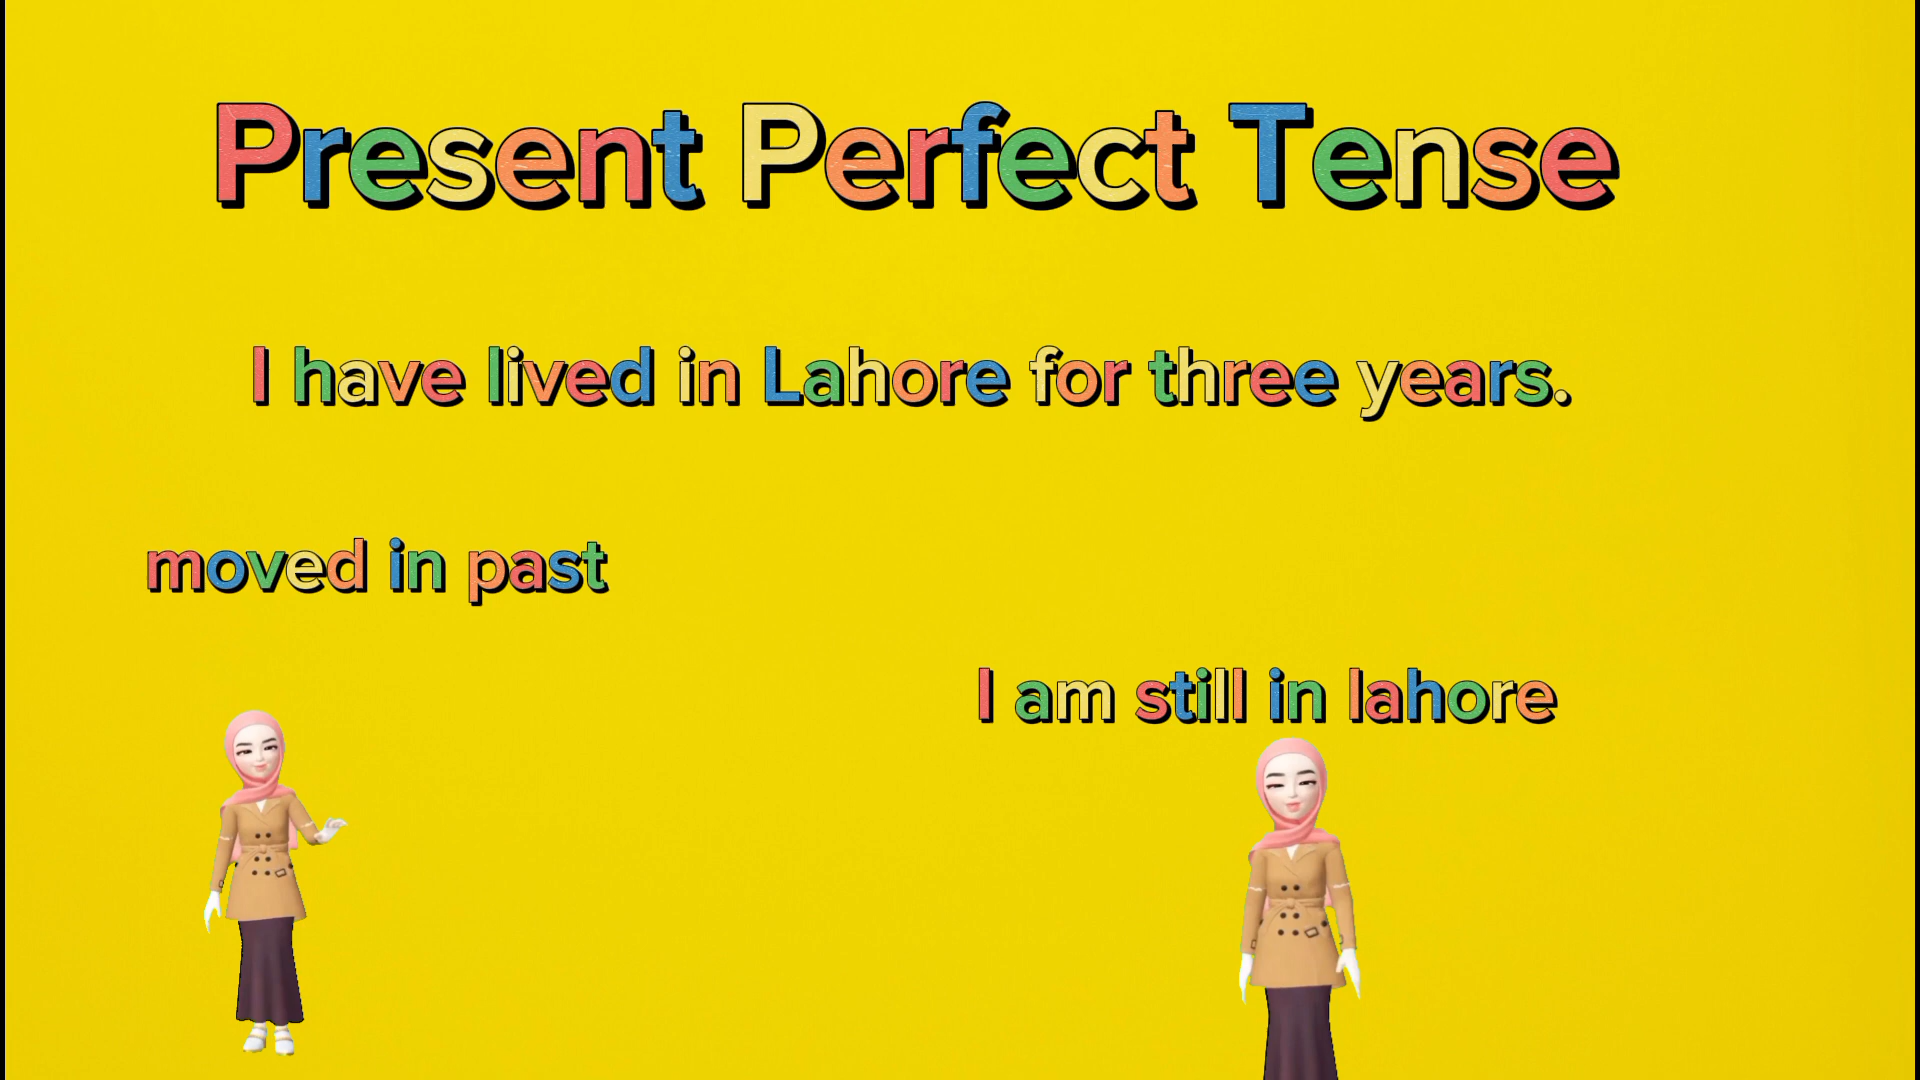 Present Perfect Tense
I have lived in Lahore for three years.
moved in past
I am still in lahore